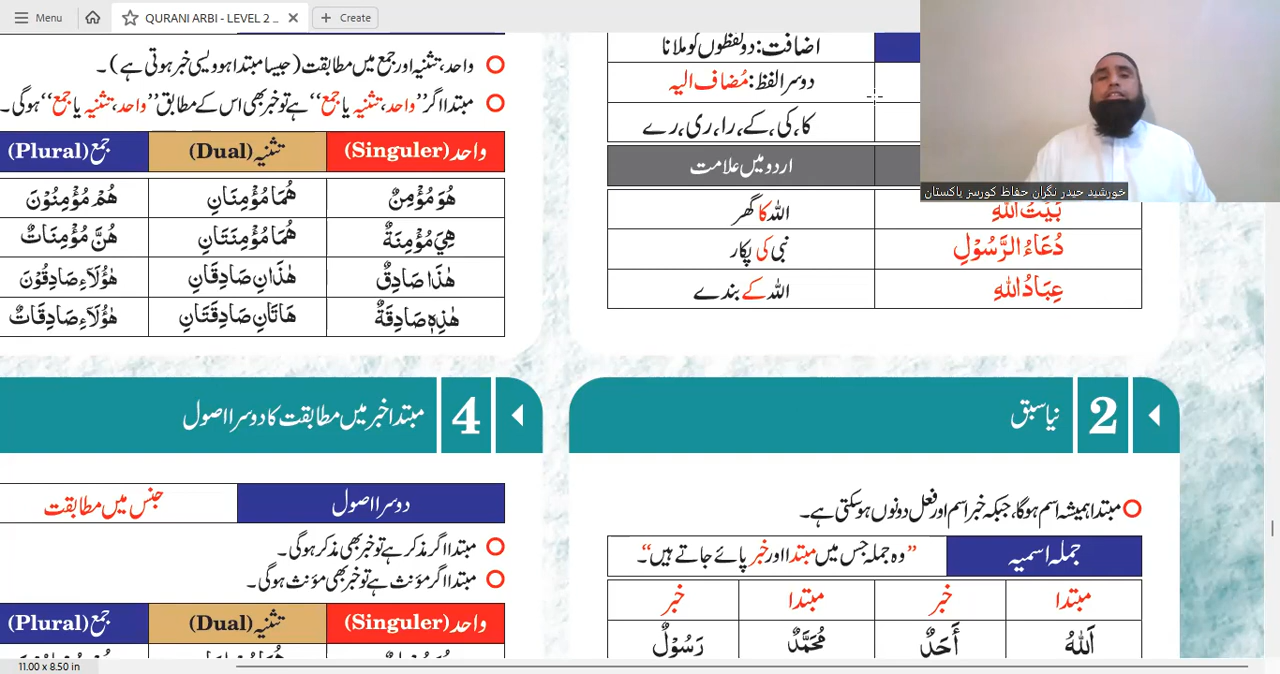 Menu QURANI ARBI - LEVEL 2 ... Create
اضافت: دو لفظوں کو ملانا
دوسرا لفظ: مُضاف الیہ
کا، کی، کے، را، ری، رے
اردو میں علامت
خورشید حیدر نگران حفاظ کورسز پاکستان
بَيْتُ اللهِ اللہ کا گھر
دُعَاءُ الرَّسُوْلِ نبی کی پکار
عِبَادُ اللهِ اللہ کے بندے
2 نیا سبق
مبتدا ہمیشہ اسم ہوگا، جبکہ خبر اسم اور فعل دونوں ہو سکتی ہے۔
جملہ اسمیہ ”وہ جملہ جس میں مبتدا اور خبر پائے جاتے ہیں۔“
مبتدا خبر مبتدا خبر
اَللهُ أَحَدٌ مُحَمَّدٌ رَسُوْلٌ
واحد، تثنیہ اور جمع میں مطابقت (جیسا مبتدا ہو ویسی خبر ہوتی ہے)۔
مبتدا اگر ”واحد، تثنیہ یا جمع“ ہے تو خبر بھی اس کے مطابق ”واحد، تثنیہ یا جمع“ ہوگی۔
واحد (Singuler) تثنیہ (Dual) جمع (Plural)
هُوَ مُؤْمِنٌ هُمَا مُؤْمِنَانِ هُمْ مُؤْمِنُوْنَ
هِيَ مُؤْمِنَةٌ هُمَا مُؤْمِنَتَانِ هُنَّ مُؤْمِنَاتٌ
هٰذَا صَادِقٌ هٰذَانِ صَادِقَانِ هٰؤُلَاءِ صَادِقُوْنَ
هٰذِهٖ صَادِقَةٌ هَاتَانِ صَادِقَتَانِ هٰؤُلَاءِ صَادِقَاتٌ
4 مبتدا خبر میں مطابقت کا دوسرا اصول
دوسرا اصول جنس میں مطابقت
مبتدا اگر مذکر ہے تو خبر بھی مذکر ہوگی۔
مبتدا اگر مؤنث ہے تو خبر بھی مؤنث ہوگی۔
واحد (Singuler) تثنیہ (Dual) جمع (Plural)
11.00 x 8.50 in